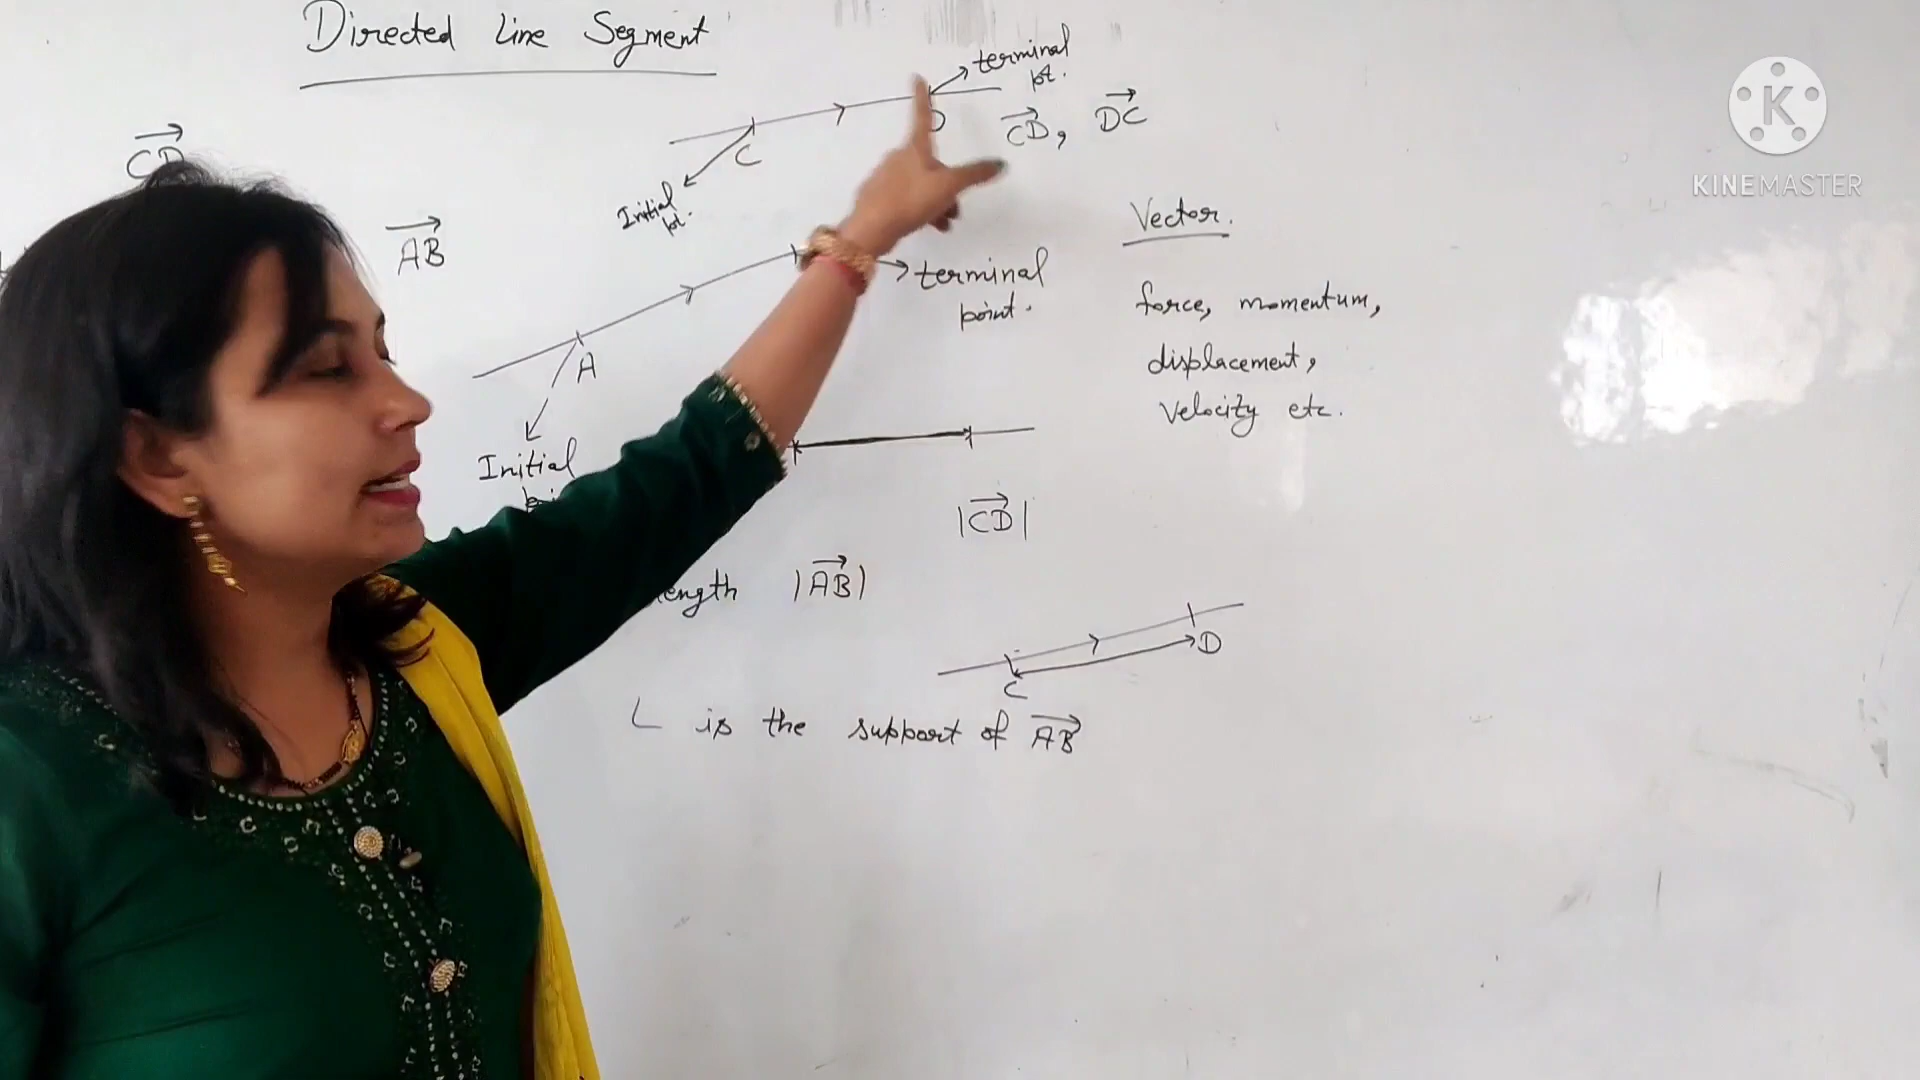 Directed Line Segment
terminal
pt.
D
C
CD, DC
CD
Initial
pt.
AB
Vector.
terminal
point.
force, momentum,
displacement,
velocity etc.
A
Initial
|CD|
length |AB|
D
C
L is the support of AB
K
KINEMASTER